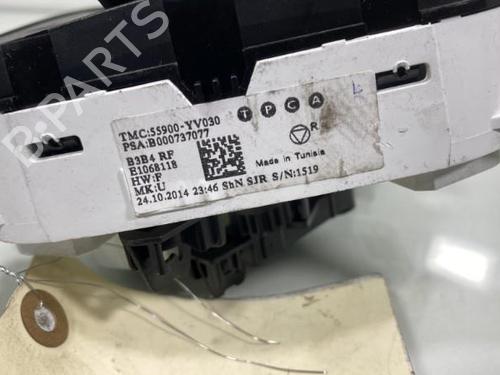 B-PARTS
TMC:55900-YV030
PSA:B000737077
T P C A
L
R
B3B4 RF
E1068118
HW:F
MK:U
Made in Tunisia
24.10.2014 23:46 ShN SJR S/N:1519